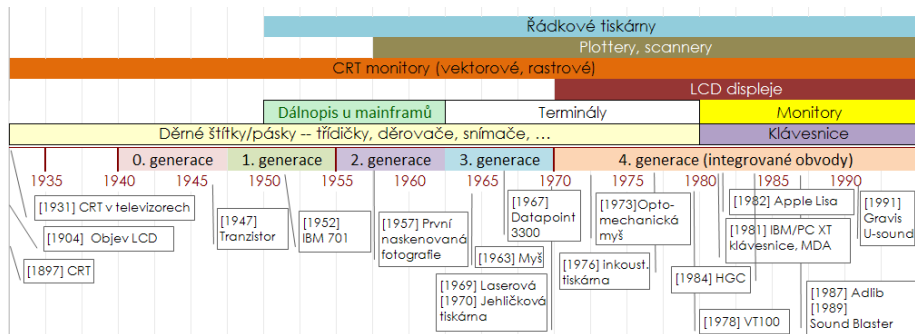 Řádkové tiskárny
Plottery, scannery
CRT monitory (vektorové, rastrové)
LCD displeje
Dálnopis u mainframů
Terminály
Monitory
Děrné štítky/pásky -- třídičky, děrovače, snímače, ...
Klávesnice
0. generace
1. generace
2. generace
3. generace
4. generace (integrované obvody)
1935
1940
1945
1950
1955
1960
1965
1970
1975
1980
1985
1990
[1931] CRT v televizorech
[1904] Objev LCD
[1897] CRT
[1947]
Tranzistor
[1952]
IBM 701
[1957] První
naskenovaná
fotografie
[1963] Myš
[1967]
Datapoint
3300
[1969] Laserová
[1970] Jehličková
tiskárna
[1973]Opto-
mechanická
myš
[1976] inkoust.
tiskárna
[1982] Apple Lisa
[1981] IBM/PC XT
klávesnice, MDA
[1984] HGC
[1978] VT100
[1991]
Gravis
U-sound
[1987] Adlib
[1989]
Sound Blaster